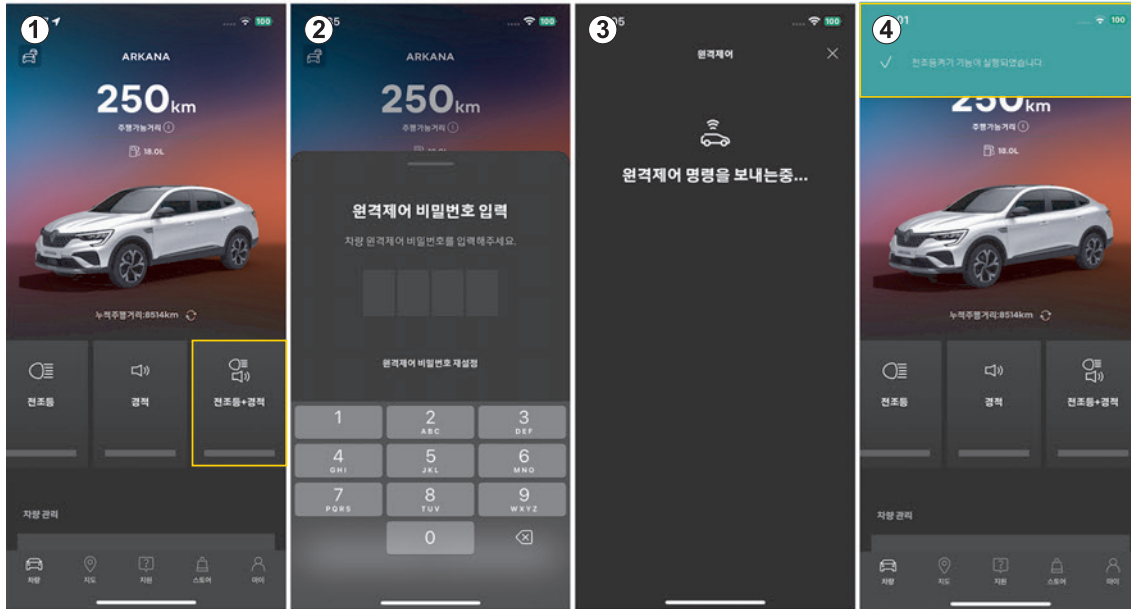 1
100
ARKANA
250km
주행가능거리
18.0L
누적주행거리:8514km
전조등
경적
전조등+경적
차량 관리
차량
지도
지원
스토어
마이
2
35
100
ARKANA
250km
주행가능거리
원격제어 비밀번호 입력
차량 원격제어 비밀번호를 입력해주세요.
원격제어 비밀번호 재설정
1
2
ABC
3
DEF
4
GHI
5
JKL
6
MNO
7
PQRS
8
TUV
9
WXYZ
0
3
05
100
원격제어
원격제어 명령을 보내는중...
4
01
100
전조등켜기 기능이 실행되었습니다.
250km
주행가능거리
18.0L
누적주행거리:8514km
전조등
경적
전조등+경적
차량 관리
차량
지도
지원
스토어
마이